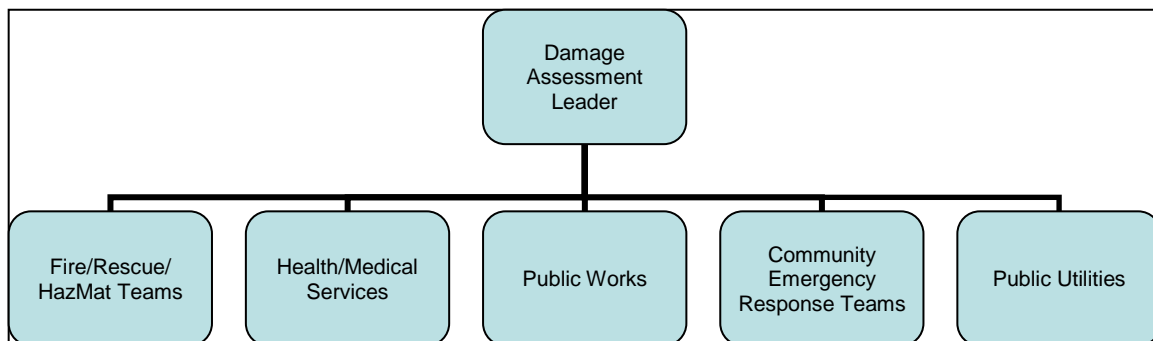 Damage
Assessment
Leader
Fire/Rescue/
HazMat Teams
Health/Medical
Services
Public Works
Community
Emergency
Response Teams
Public Utilities